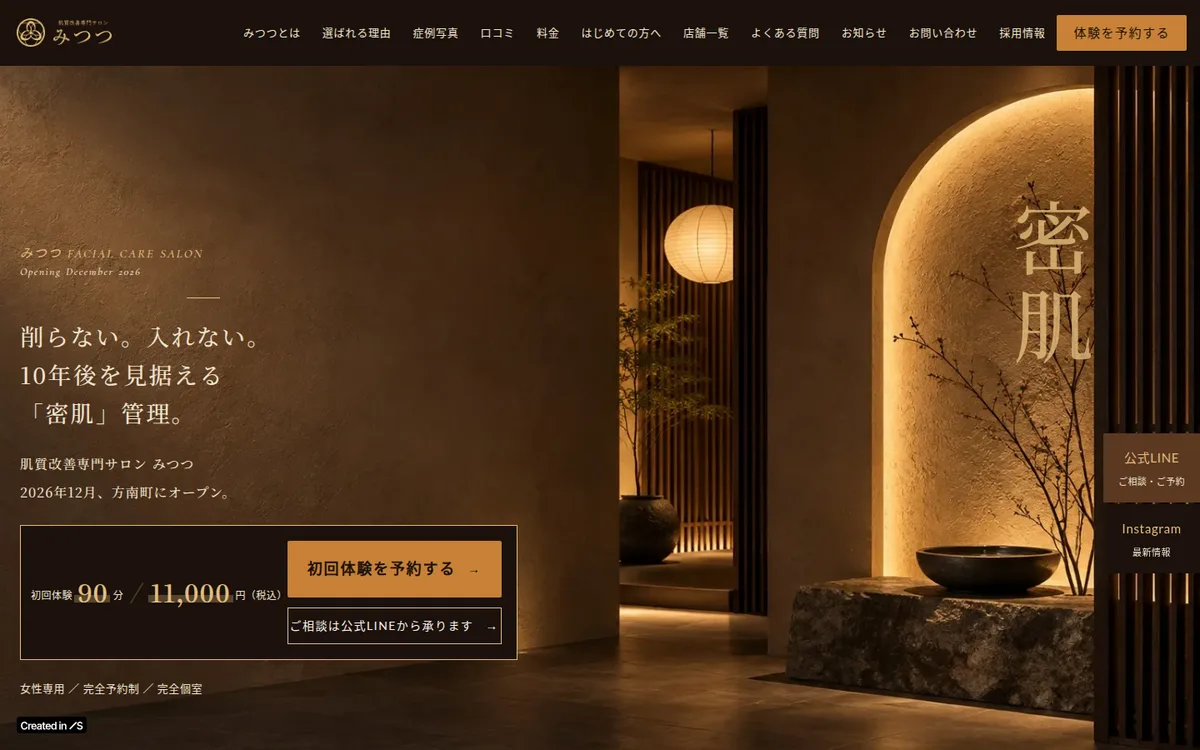 肌質改善専門サロン
みつつ
みつつとは
選ばれる理由
症例写真
口コミ
料金
はじめての方へ
店舗一覧
よくある質問
お知らせ
お問い合わせ
採用情報
体験を予約する
密肌
みつつ FACIAL CARE SALON
Opening December 2026
削らない。入れない。
10年後を見据える
「密肌」管理。
肌質改善専門サロン みつつ
2026年12月、方南町にオープン。
初回体験 90 分 ／ 11,000 円（税込）
初回体験を予約する →
ご相談は公式LINEから承ります →
女性専用 ／ 完全予約制 ／ 完全個室
公式LINE
ご相談・ご予約
Instagram
最新情報
Created in /S